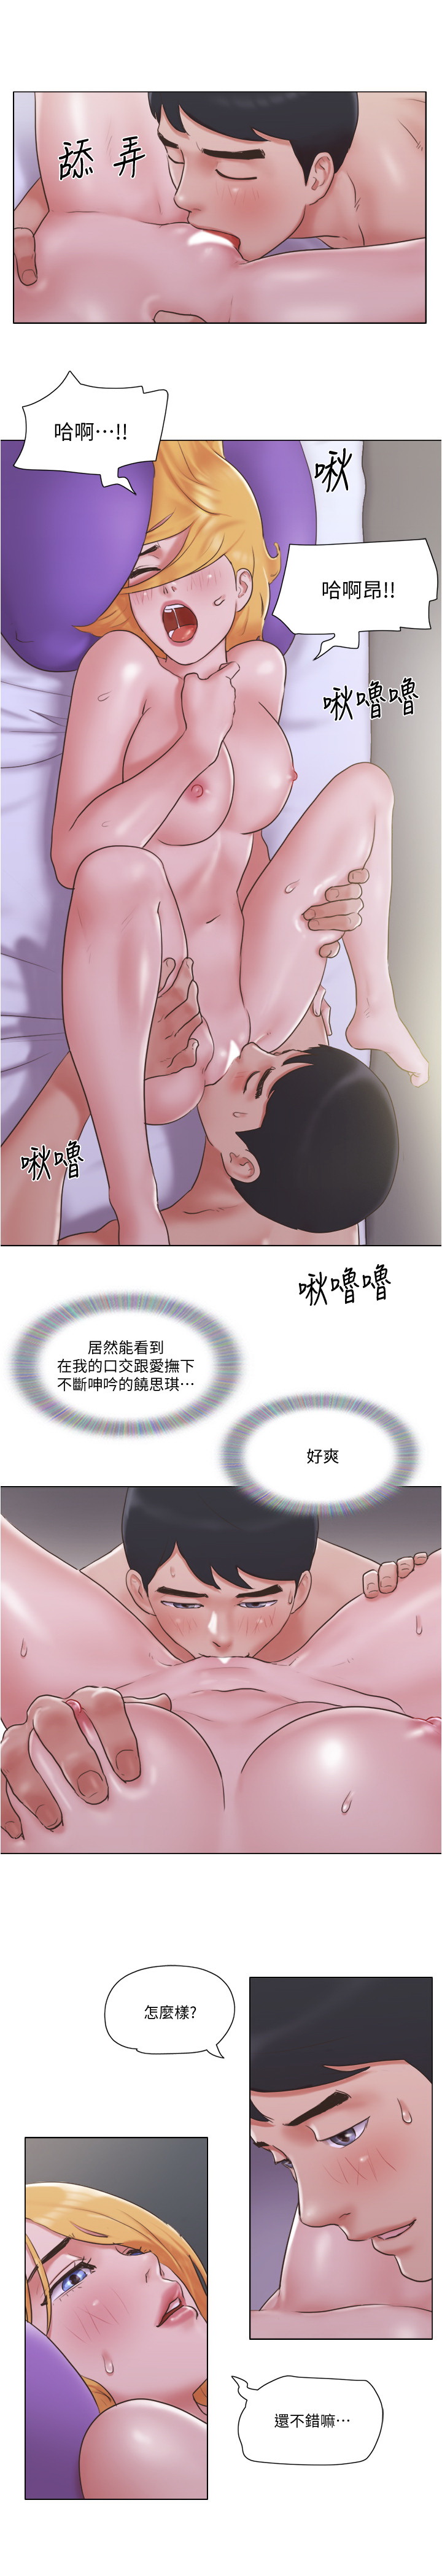 舔弄
哈啊⋯!!
啾
哈啊昂!!
啾嚕嚕
啾嚕
啾嚕嚕
居然能看到
在我的口交跟愛撫下
不斷呻吟的饒思琪⋯
好爽
怎麼樣?
還不錯嘛⋯